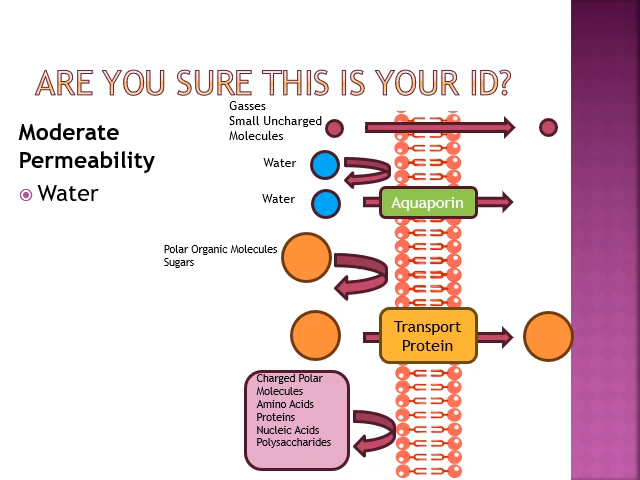 ARE YOU SURE THIS IS YOUR ID?
Moderate
Permeability
Water
Gasses
Small Uncharged
Molecules
Water
Water
Aquaporin
Polar Organic Molecules
Sugars
Transport
Protein
Charged Polar
Molecules
Amino Acids
Proteins
Nucleic Acids
Polysaccharides